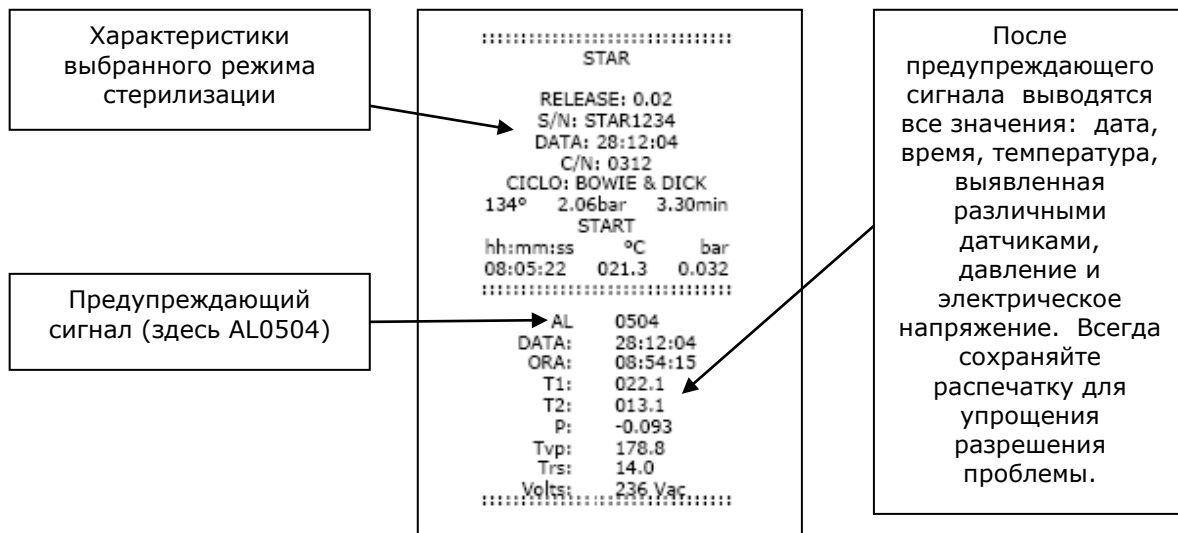 Характеристики
выбранного режима
стерилизации
Предупреждающий
сигнал (здесь AL0504)
::::::::::::::::::::::::::::::::
STAR
RELEASE: 0.02
S/N: STAR1234
DATA: 28:12:04
C/N: 0312
CICLO: BOWIE & DICK
134° 2.06bar 3.30min
START
hh:mm:ss °C bar
08:05:22 021.3 0.032
::::::::::::::::::::::::::::::::
AL 0504
DATA: 28:12:04
ORA: 08:54:15
T1: 022.1
T2: 013.1
P: -0.093
Tvp: 178.8
Trs: 14.0
Volts: 236 Vac
::::::::::::::::::::::::::::::::
После
предупреждающего
сигнала выводятся
все значения: дата,
время, температура,
выявленная
различными
датчиками,
давление и
электрическое
напряжение. Всегда
сохраняйте
распечатку для
упрощения
разрешения
проблемы.